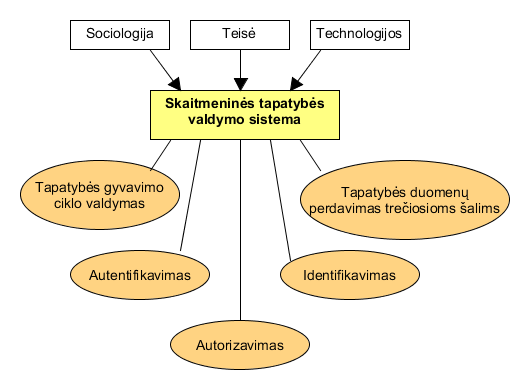 Sociologija
Teisė
Technologijos
Skaitmeninės tapatybės
valdymo sistema
Tapatybės gyvavimo
ciklo valdymas
Tapatybės duomenų
perdavimas trečiosioms šalims
Autentifikavimas
Identifikavimas
Autorizavimas